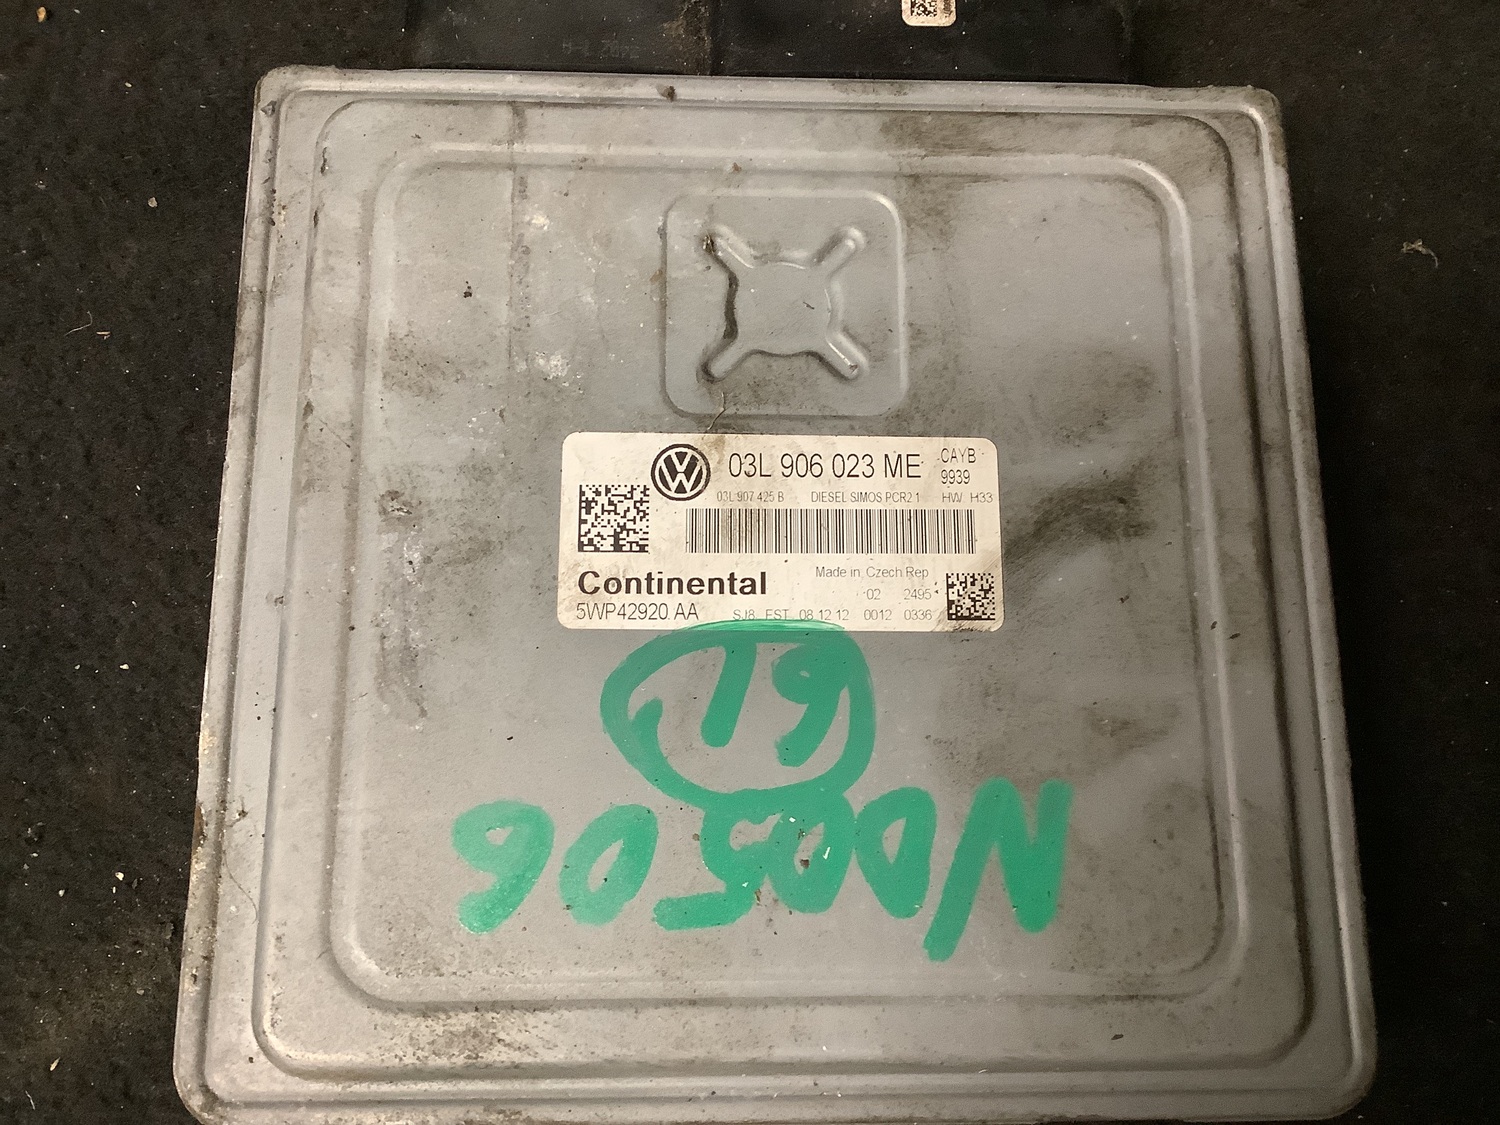 03L 906 023 ME CAYB
9939
03L 907 425 B DIESEL SIMOS PCR2 1 HW H33
Continental
Made in Czech Rep
02 2495
5WP42920 AA SJ8 EST 08 12 12 0012 0336
61
N00506